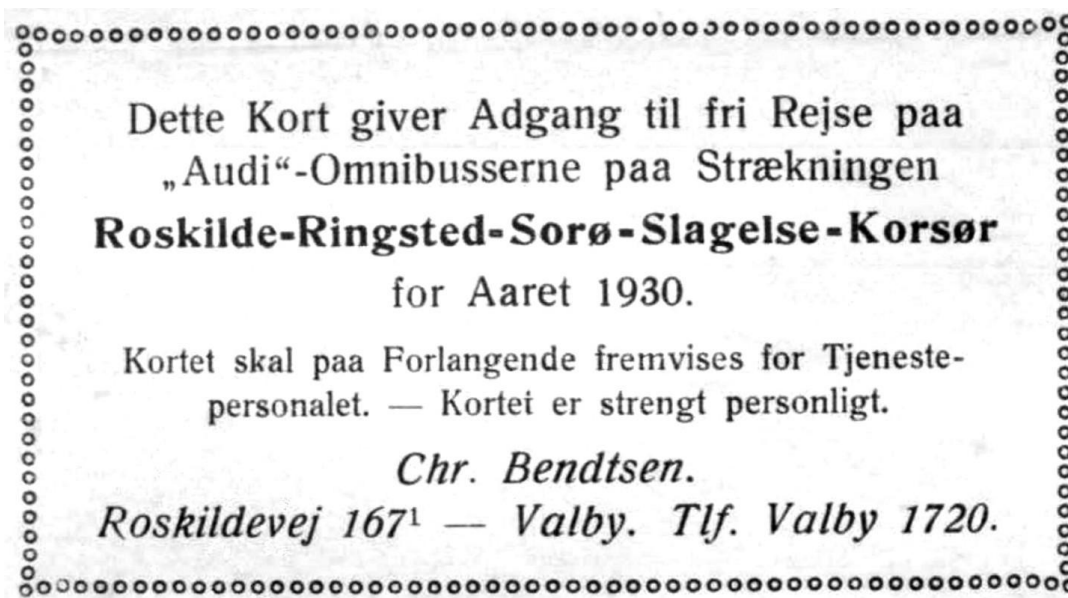 Dette Kort giver Adgang til fri Rejse paa
„Audi“-Omnibusserne paa Strækningen
Roskilde-Ringsted-Sorø-Slagelse-Korsør
for Aaret 1930.
Kortet skal paa Forlangende fremvises for Tjeneste-
personalet. — Kortet er strengt personligt.
Chr. Bendtsen.
Roskildevej 167¹ — Valby. Tlf. Valby 1720.